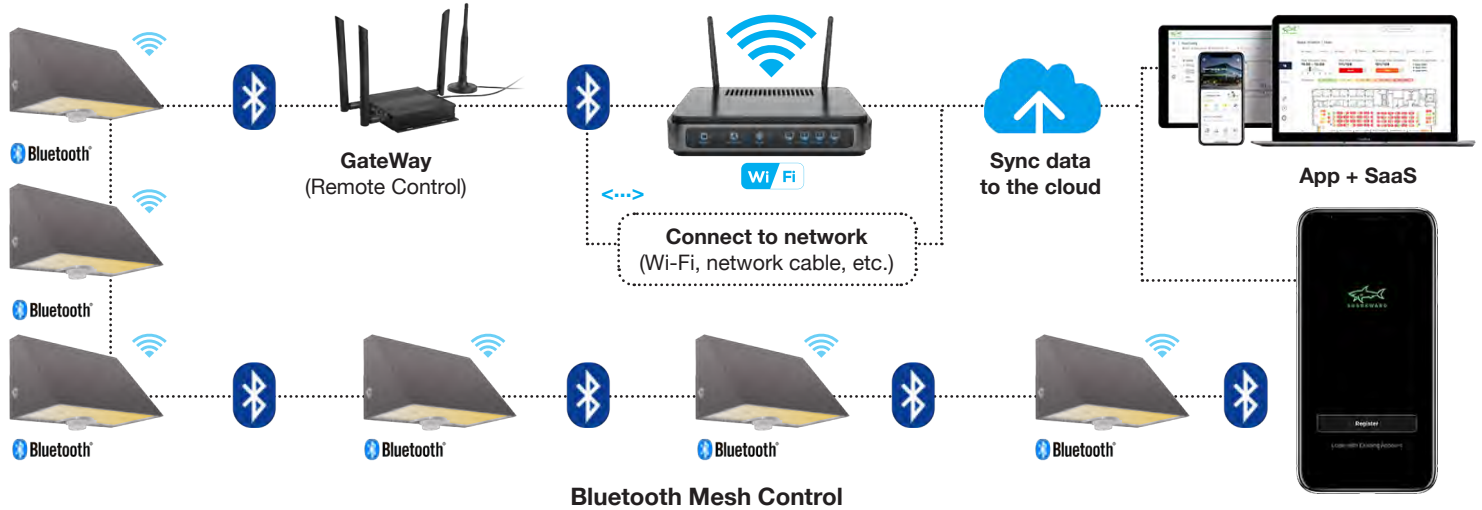 Bluetooth®
GateWay
(Remote Control)
Wi Fi
<···>
Connect to network
(Wi-Fi, network cable, etc.)
Sync data
to the cloud
App + SaaS
Bluetooth®
Bluetooth®
Bluetooth®
Bluetooth®
Bluetooth®
Register
Bluetooth Mesh Control